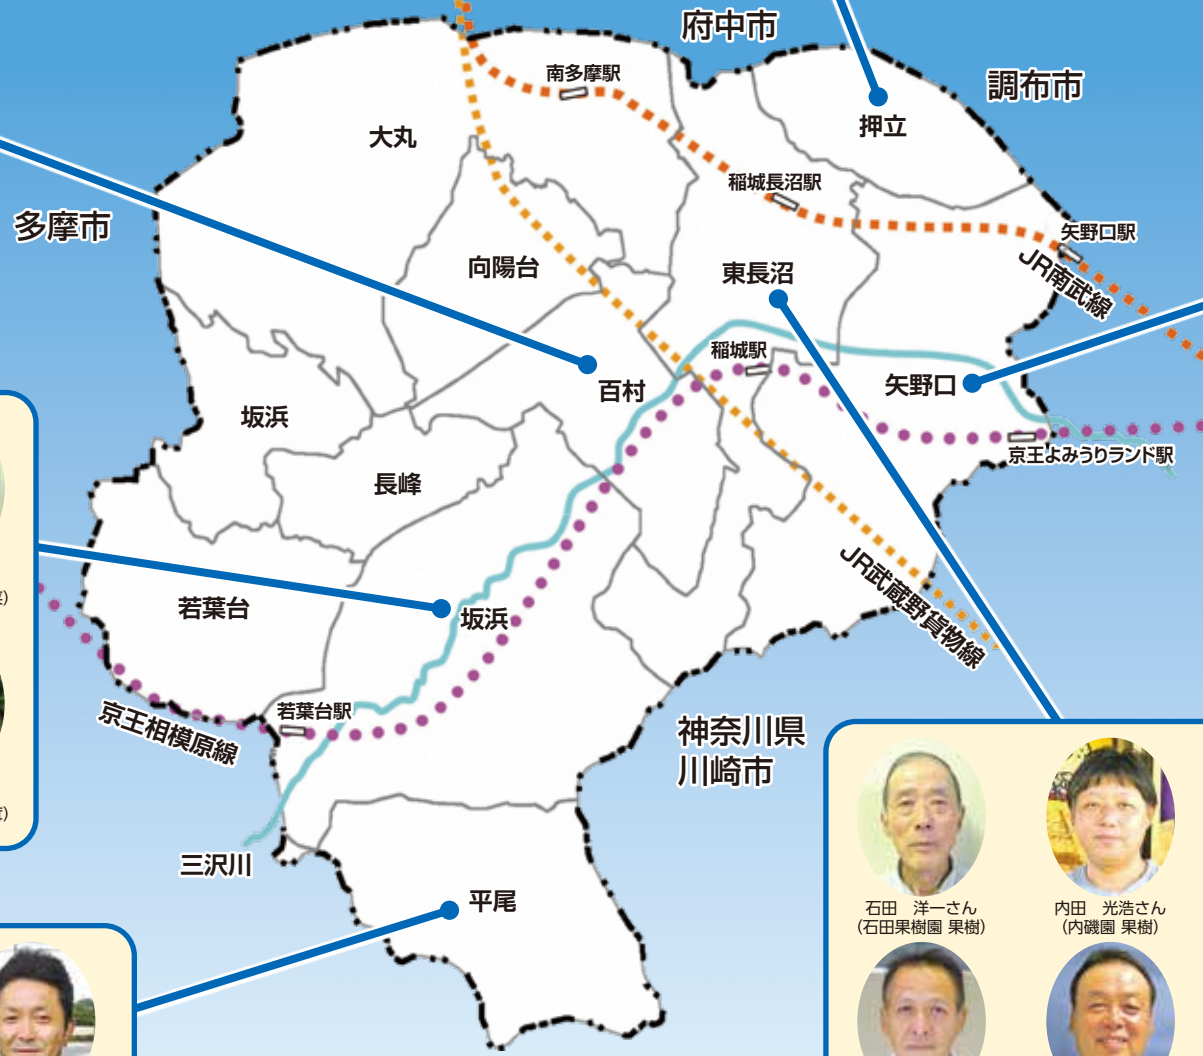 府中市
調布市
南多摩駅
押立
大丸
稲城長沼駅
多摩市
矢野口駅
向陽台
東長沼
JR南武線
稲城駅
矢野口
百村
坂浜
京王よみうりランド駅
長峰
JR武蔵野貨物線
若葉台
坂浜
若葉台駅
京王相模原線
神奈川県
川崎市
三沢川
平尾
石田 洋一さん
(石田果樹園 果樹)
内田 光浩さん
(内磯園 果樹)